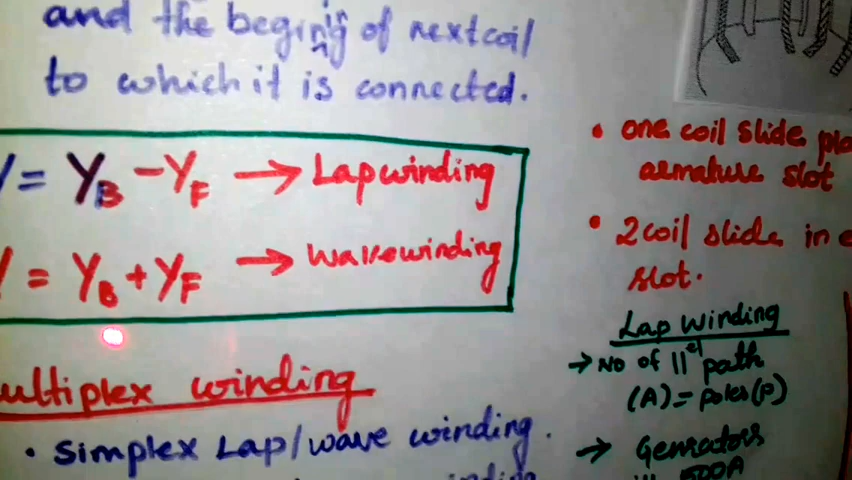 and the begining of next coil
to which it is connected.
Y = YB - YF → Lap winding
Y = YB + YF → wave winding
ultiplex winding
• Simplex Lap/wave winding.
• one coil slide pla
armature slot
• 2 coil slide in e
slot.
Lap winding
→ No of 11el path
(A) = poles (p)
→ Generators
500A